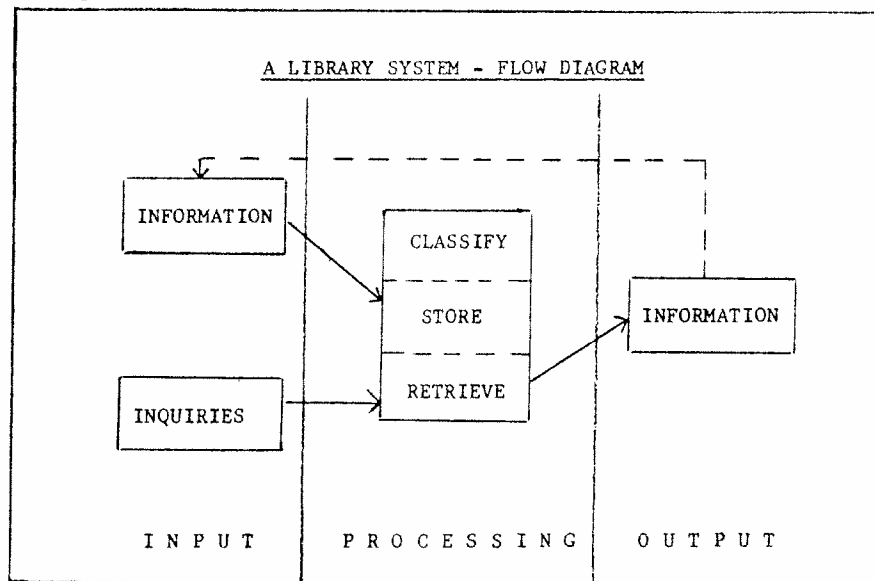 A LIBRARY SYSTEM - FLOW DIAGRAM
INFORMATION
CLASSIFY
STORE
INFORMATION
RETRIEVE
INQUIRIES
INPUT PROCESSING OUTPUT